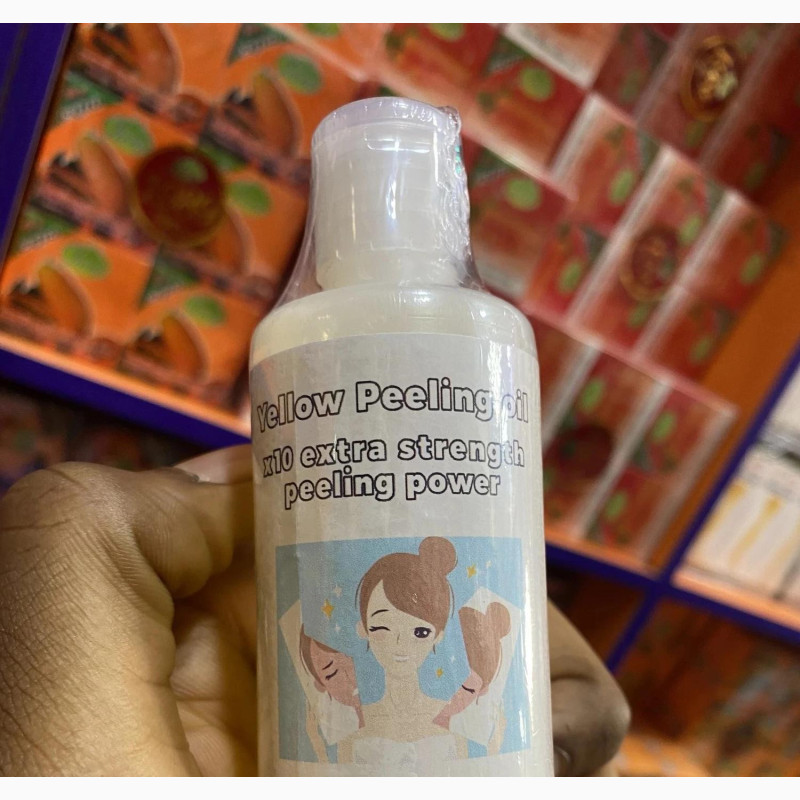 Yellow Peeling oil
x10 extra strength
peeling power